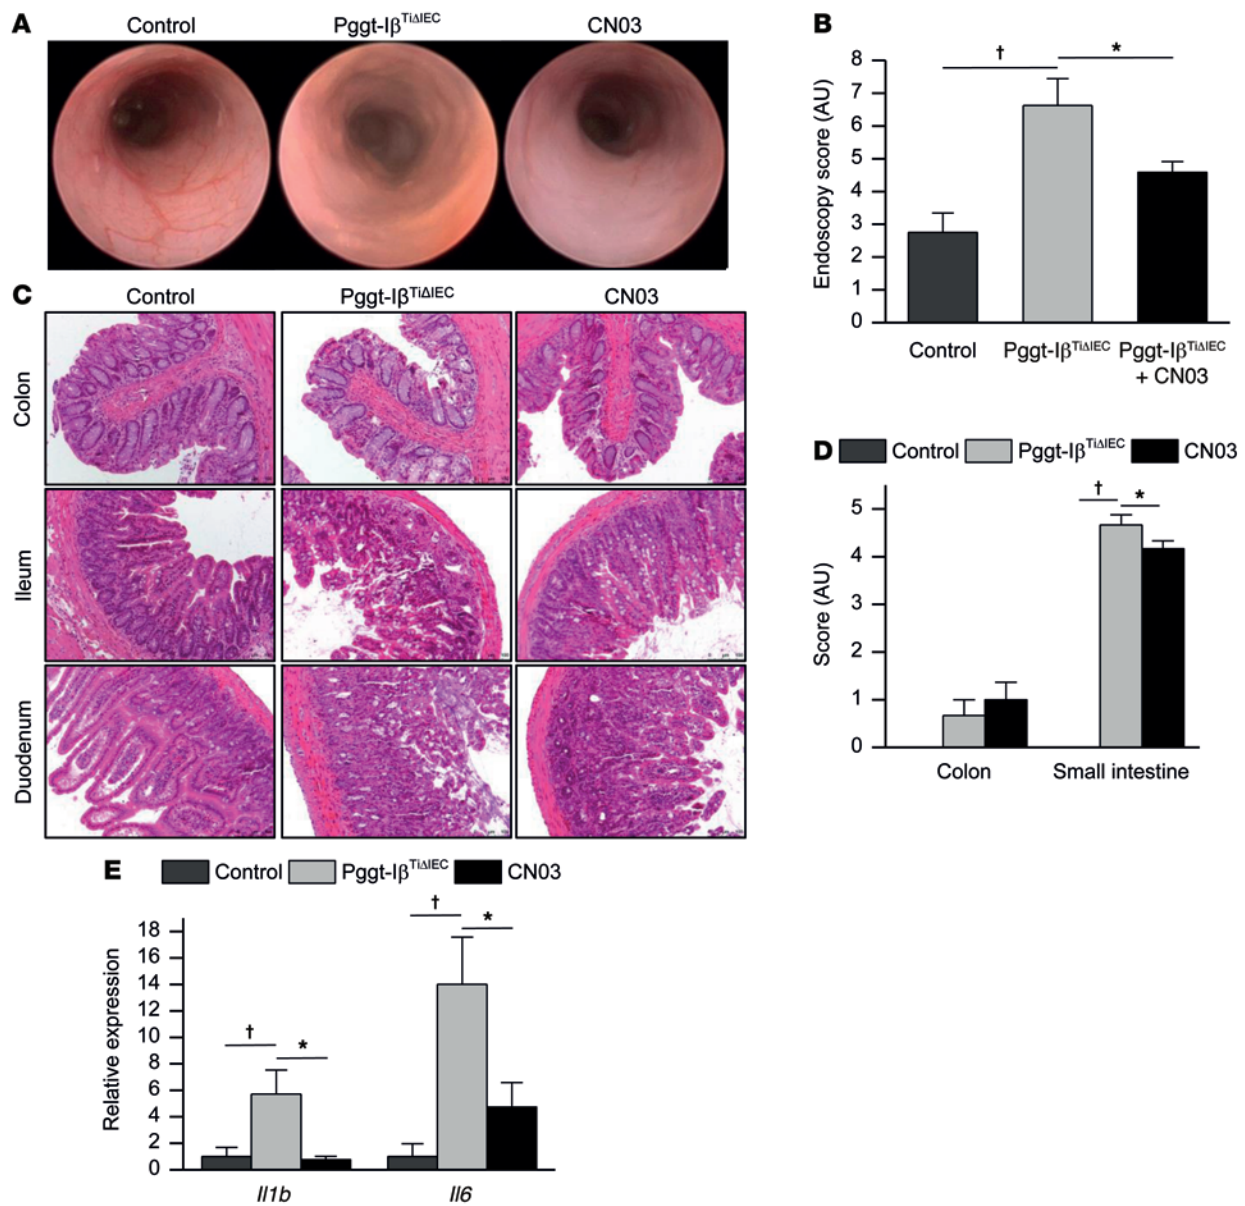 A
Control
Pggt-Iβ^TiΔIEC
CN03
B
Endoscopy score (AU)
8
7
6
5
4
3
2
1
0
†
*
Control
Pggt-Iβ^TiΔIEC
Pggt-Iβ^TiΔIEC
+ CN03
C
Control
Pggt-Iβ^TiΔIEC
CN03
Colon
Ileum
Duodenum
D
Control
Pggt-Iβ^TiΔIEC
CN03
Score (AU)
5
4
3
2
1
0
†
*
Colon
Small intestine
E
Control
Pggt-Iβ^TiΔIEC
CN03
Relative expression
18
16
14
12
10
8
6
4
2
0
†
*
†
*
Il1b
Il6